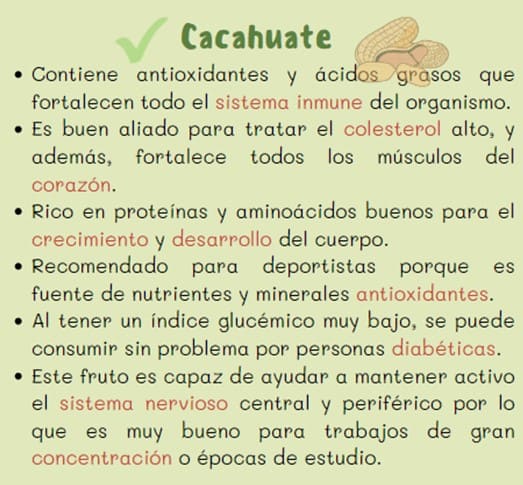 Cacahuate
• Contiene antioxidantes y ácidos grasos que
fortalecen todo el sistema inmune del organismo.
• Es buen aliado para tratar el colesterol alto, y
además, fortalece todos los músculos del
corazón.
• Rico en proteínas y aminoácidos buenos para el
crecimiento y desarrollo del cuerpo.
• Recomendado para deportistas porque es
fuente de nutrientes y minerales antioxidantes.
• Al tener un índice glucémico muy bajo, se puede
consumir sin problema por personas diabéticas.
• Este fruto es capaz de ayudar a mantener activo
el sistema nervioso central y periférico por lo
que es muy bueno para trabajos de gran
concentración o épocas de estudio.